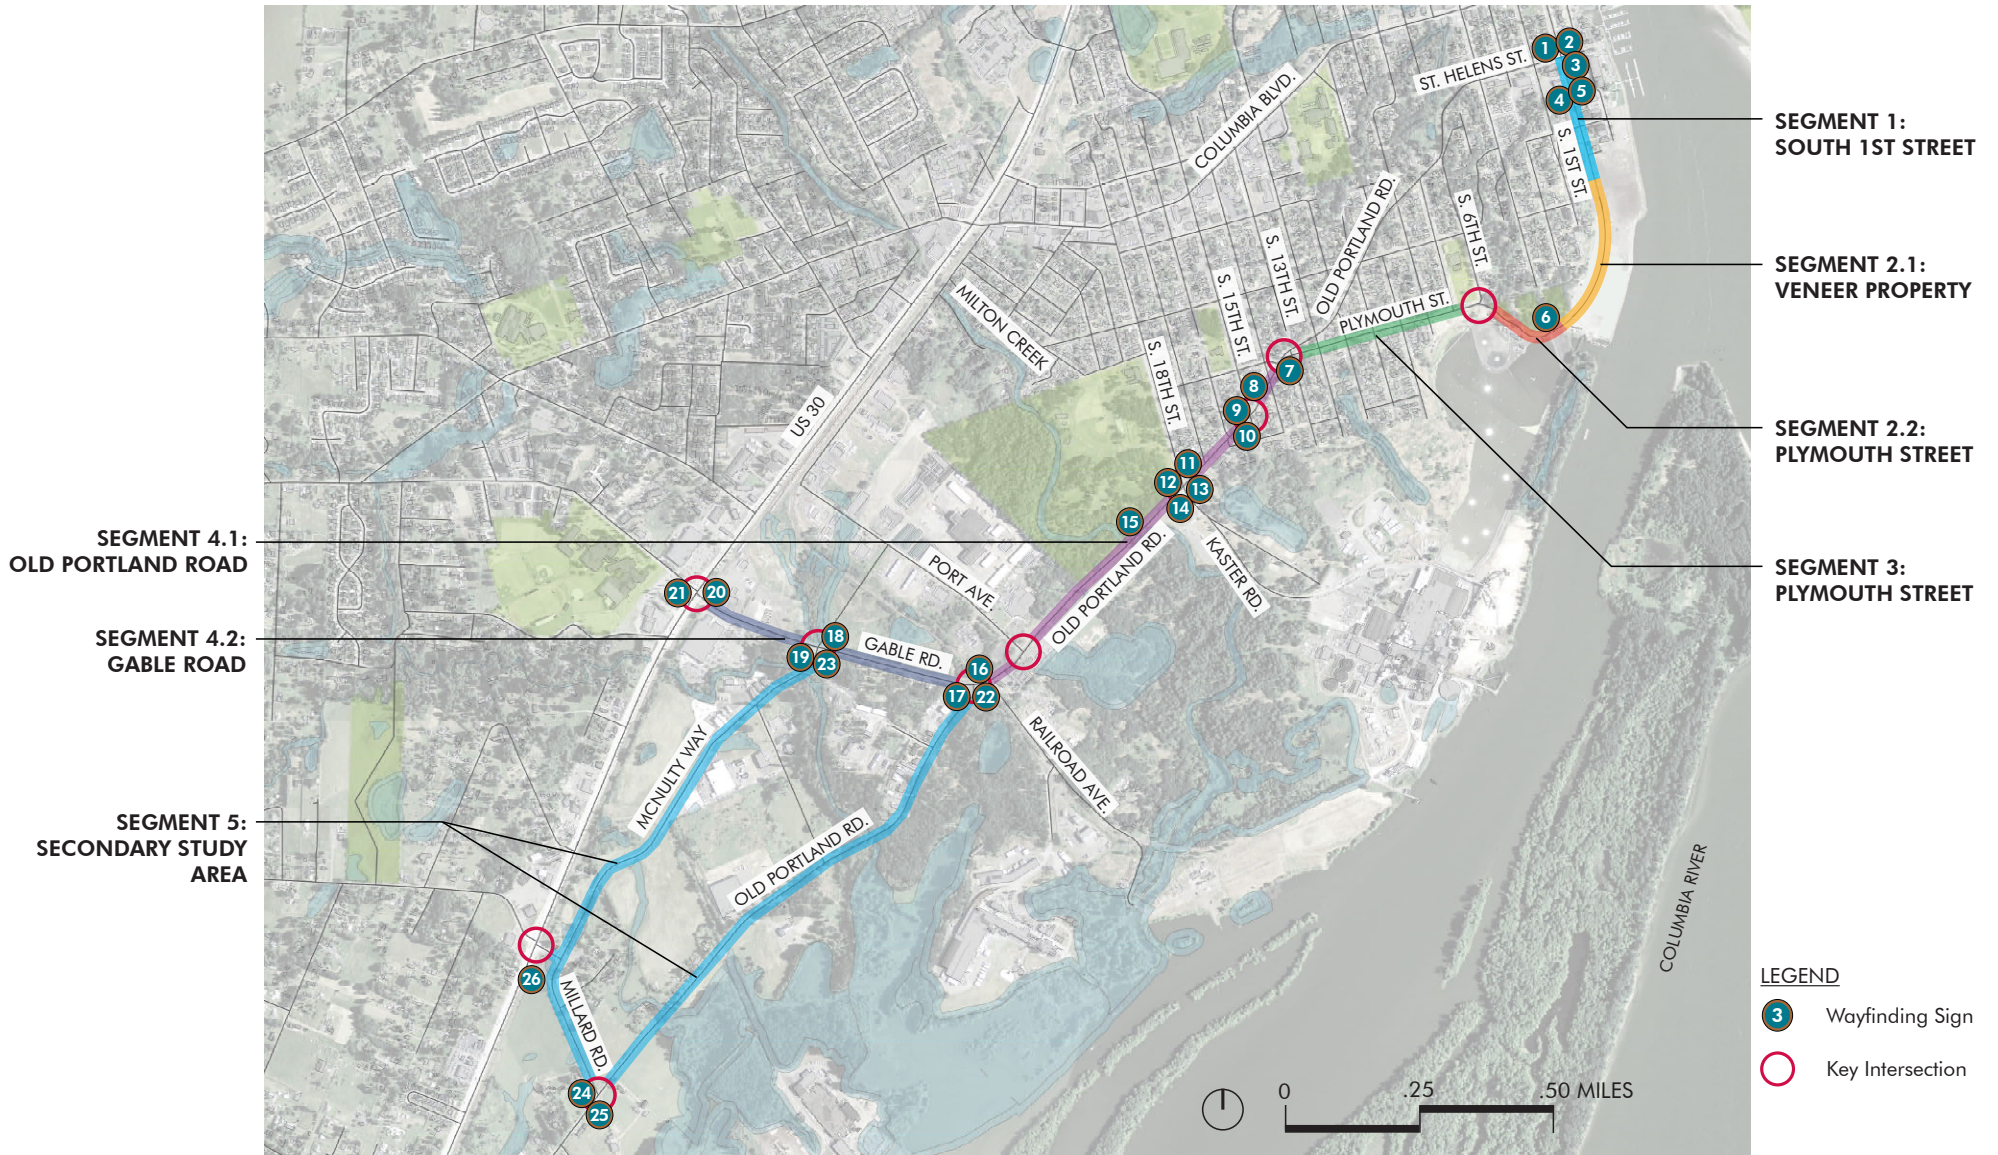 1
2
3
5
4
ST. HELENS ST.
COLUMBIA BLVD.
S. 1ST ST.
SEGMENT 1:
SOUTH 1ST STREET
S. 6TH ST.
OLD PORTLAND RD.
S. 13TH ST.
S. 15TH ST.
SEGMENT 2.1:
VENEER PROPERTY
MILTON CREEK
PLYMOUTH ST.
6
7
8
9
10
S. 18TH ST.
US 30
SEGMENT 2.2:
PLYMOUTH STREET
11
12
13
14
15
SEGMENT 4.1:
OLD PORTLAND ROAD
SEGMENT 3:
PLYMOUTH STREET
PORT AVE.
OLD PORTLAND RD.
KASTER RD.
21
20
SEGMENT 4.2:
GABLE ROAD
18
19
23
GABLE RD.
16
17
22
MCNULTY WAY
RAILROAD AVE.
SEGMENT 5:
SECONDARY STUDY
AREA
OLD PORTLAND RD.
COLUMBIA RIVER
26
MILLARD RD.
24
25
LEGEND
3 Wayfinding Sign
Key Intersection
0 .25 .50 MILES